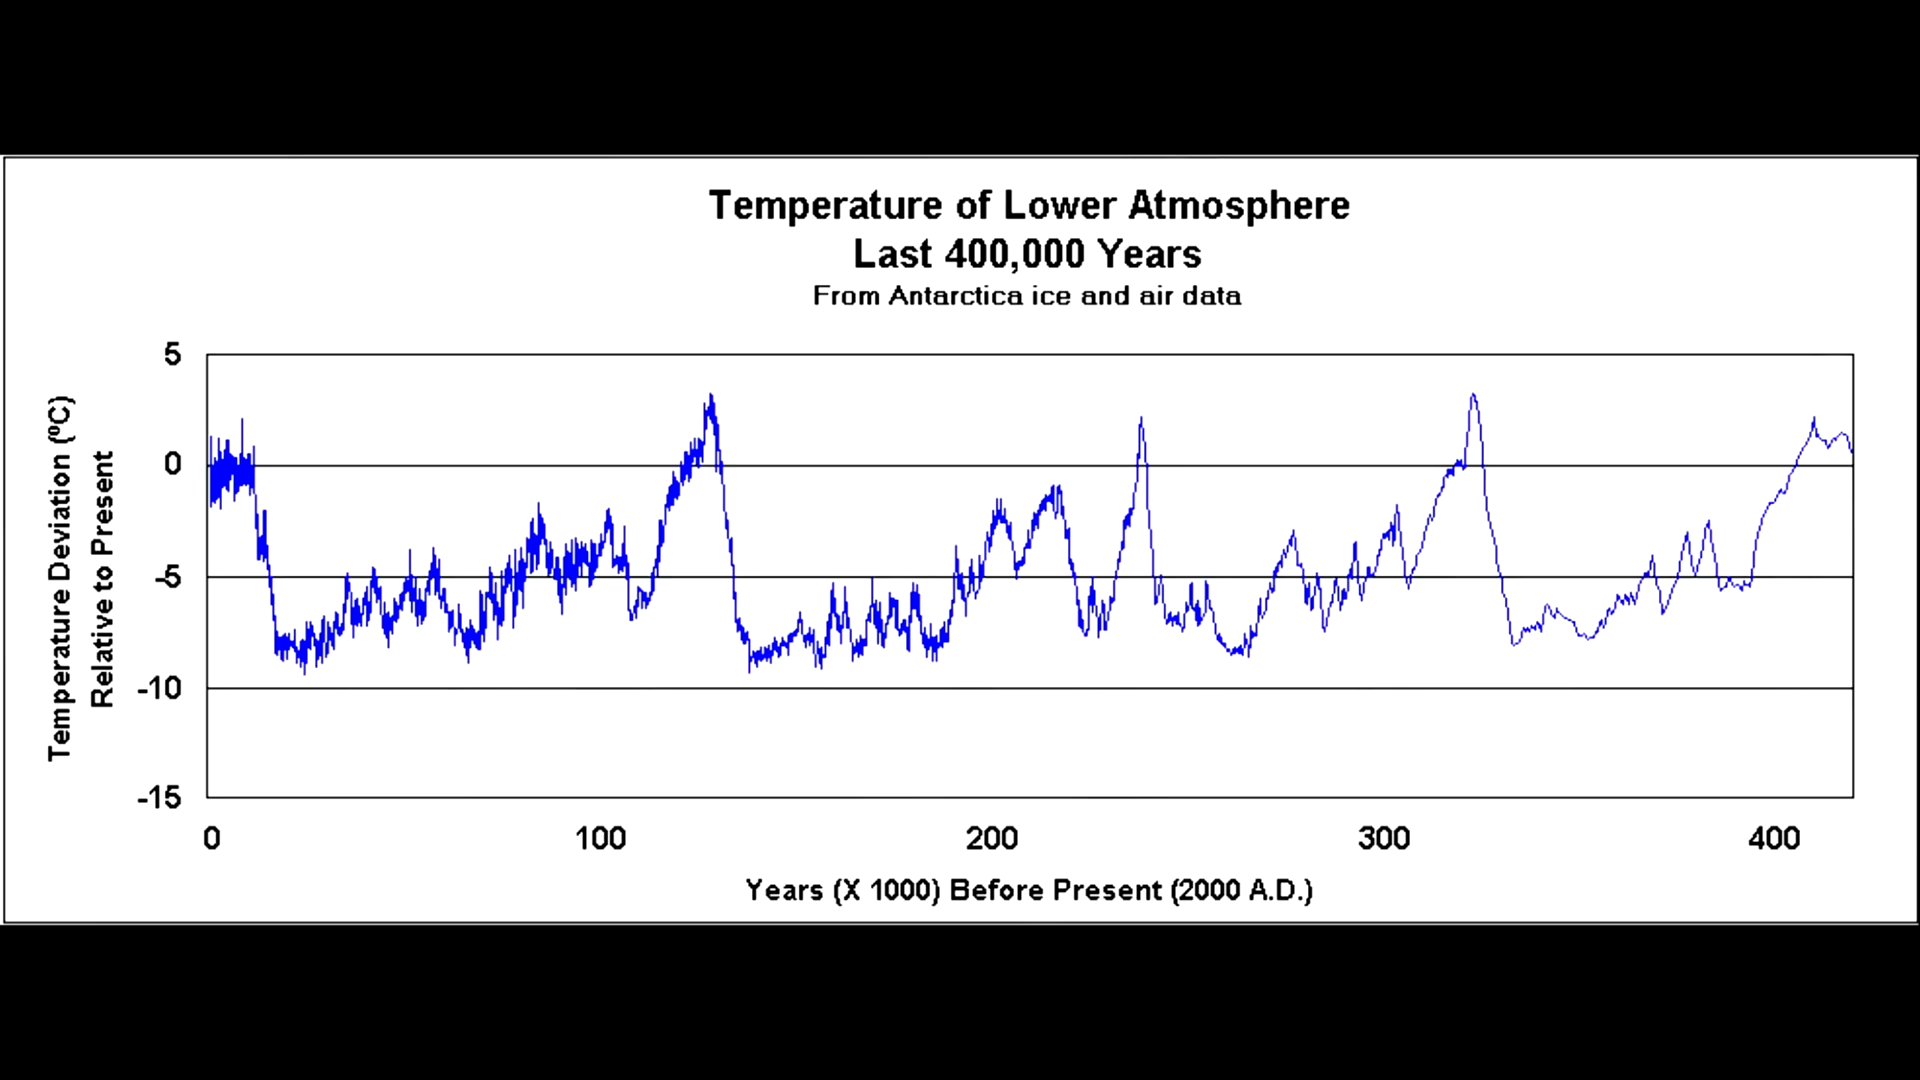 Temperature of Lower Atmosphere
Last 400,000 Years
From Antarctica ice and air data
Temperature Deviation (ºC)
Relative to Present
5
0
-5
-10
-15
0 100 200 300 400
Years (X 1000) Before Present (2000 A.D.)